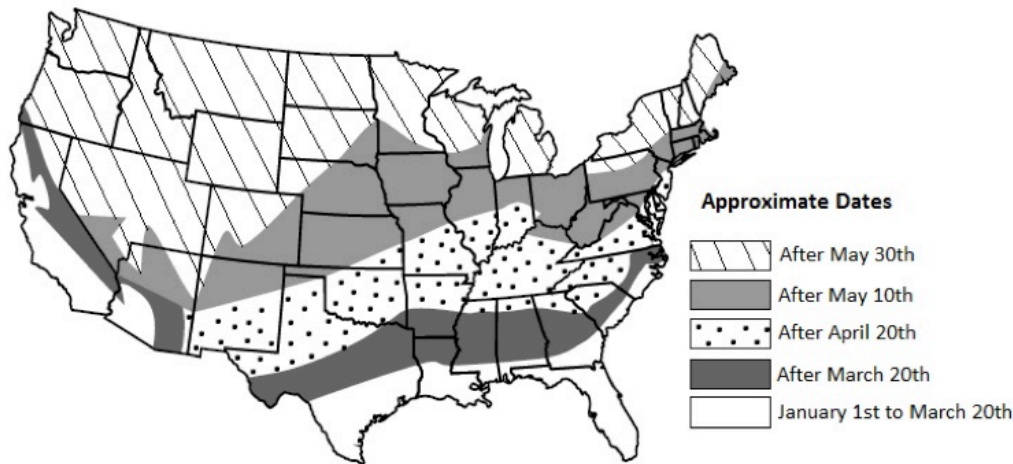 Approximate Dates
After May 30th
After May 10th
After April 20th
After March 20th
January 1st to March 20th